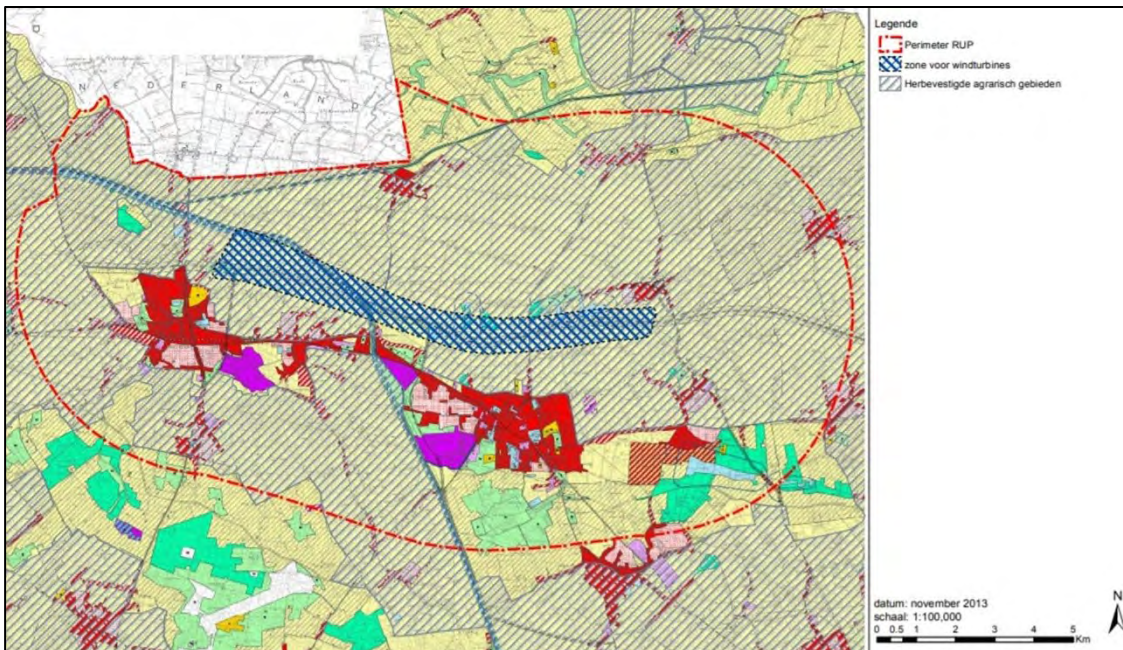 NEDERLAND
Legende
Perimeter RUP
zone voor windturbines
Herbevestigde agrarisch gebieden
datum: november 2013
schaal: 1:100,000
N
0 0.5 1 2 3 4 5
Km